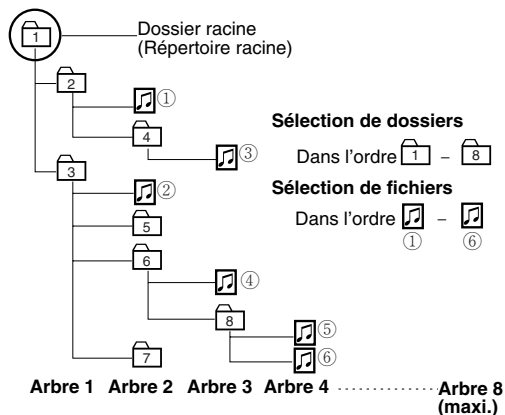 1
Dossier racine
(Répertoire racine)
2
①
4
③
Sélection de dossiers
Dans l'ordre 1 – 8
3
②
Sélection de fichiers
Dans l'ordre –
① ⑥
5
6
④
8
⑤
⑥
7
Arbre 1 Arbre 2 Arbre 3 Arbre 4 ............... Arbre 8
(maxi.)